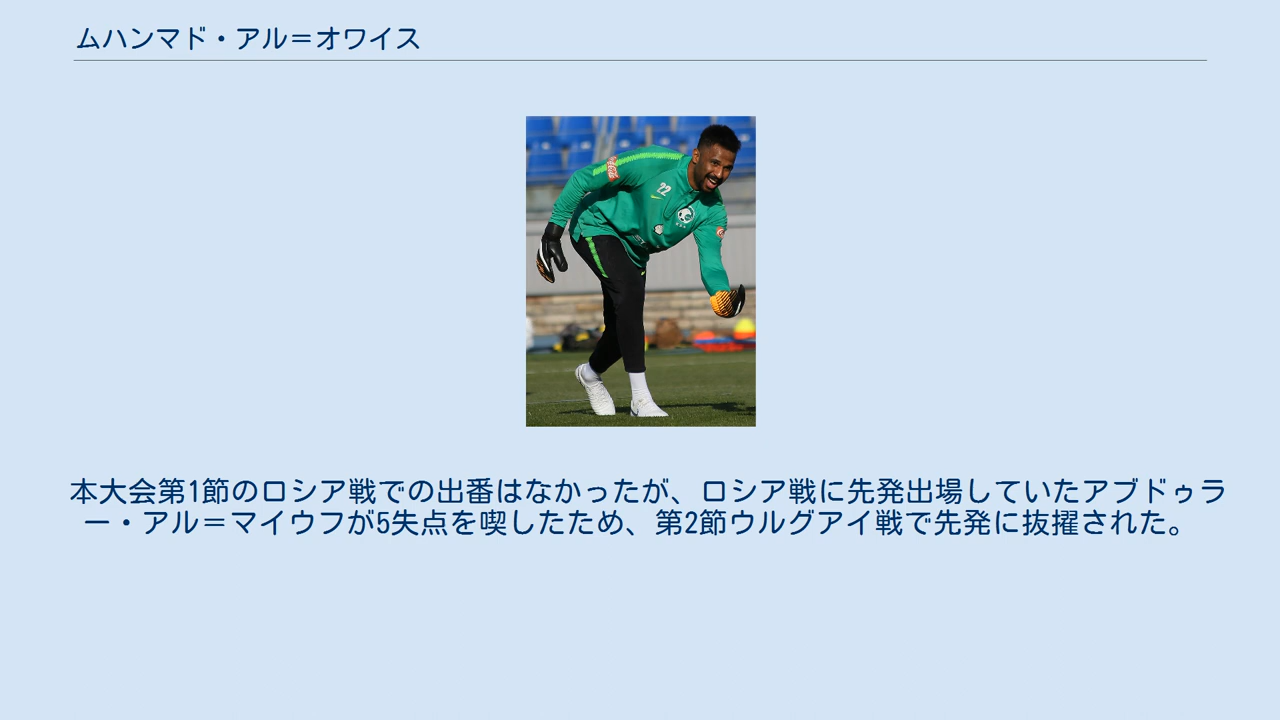 ムハンマド・アル＝オワイス
22
本大会第1節のロシア戦での出番はなかったが、ロシア戦に先発出場していたアブドゥラ
ー・アル＝マイウフが5失点を喫したため、第2節ウルグアイ戦で先発に抜擢された。